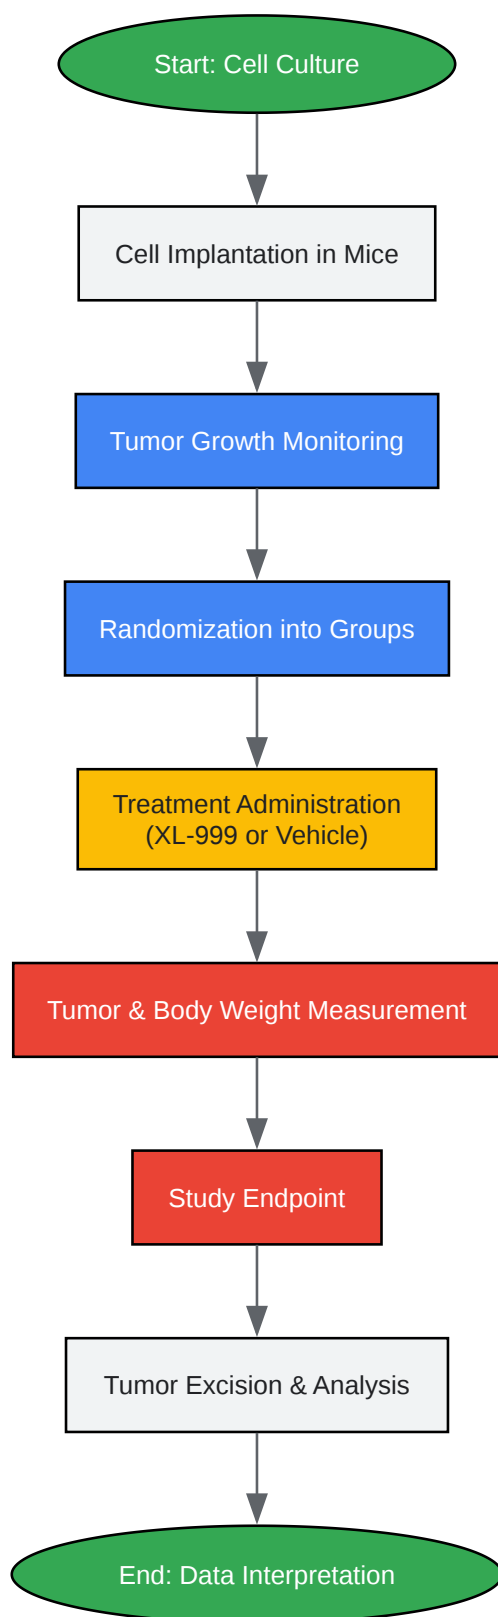 Start: Cell Culture
Cell Implantation in Mice
Tumor Growth Monitoring
Randomization into Groups
Treatment Administration
(XL-999 or Vehicle)
Tumor & Body Weight Measurement
Study Endpoint
Tumor Excision & Analysis
End: Data Interpretation